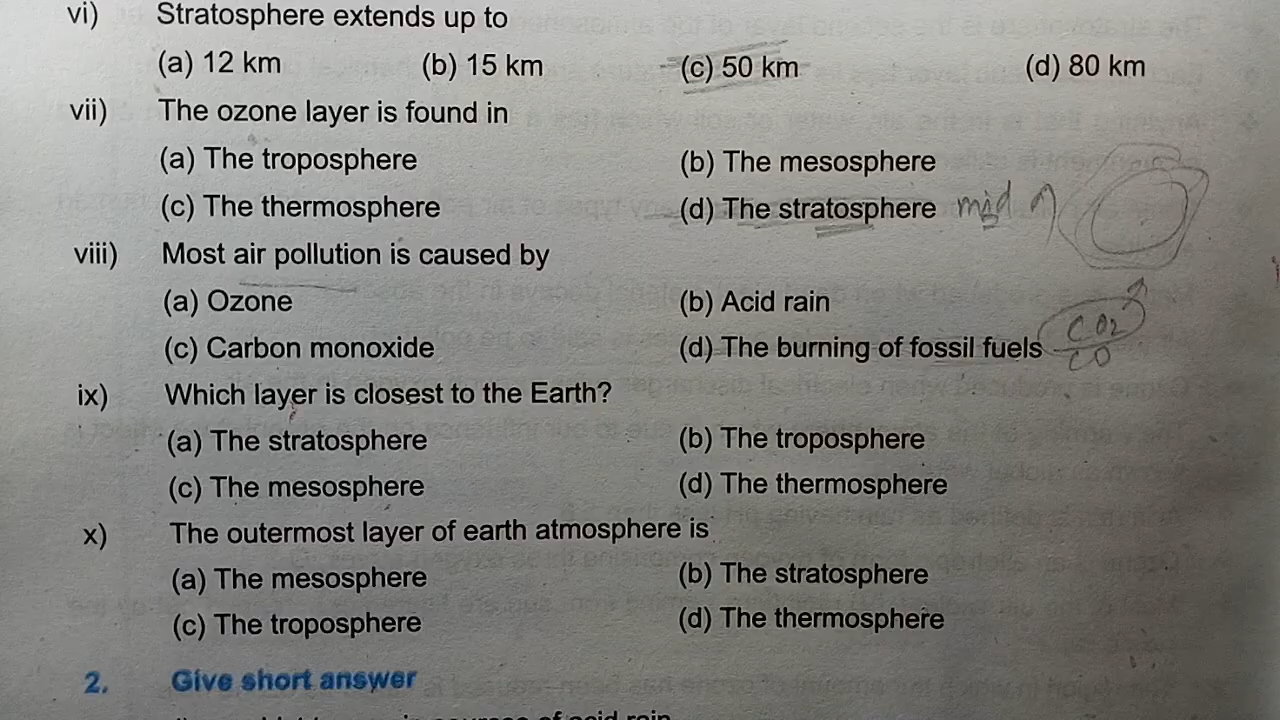 vi) Stratosphere extends up to
(a) 12 km (b) 15 km (c) 50 km (d) 80 km
vii) The ozone layer is found in
(a) The troposphere (b) The mesosphere
(c) The thermosphere (d) The stratosphere mid
viii) Most air pollution is caused by
(a) Ozone (b) Acid rain
CO2
(c) Carbon monoxide (d) The burning of fossil fuels
CO
ix) Which layer is closest to the Earth?
(a) The stratosphere (b) The troposphere
(c) The mesosphere (d) The thermosphere
x) The outermost layer of earth atmosphere is
(a) The mesosphere (b) The stratosphere
(c) The troposphere (d) The thermosphere
2. Give short answer
sources of acid rain